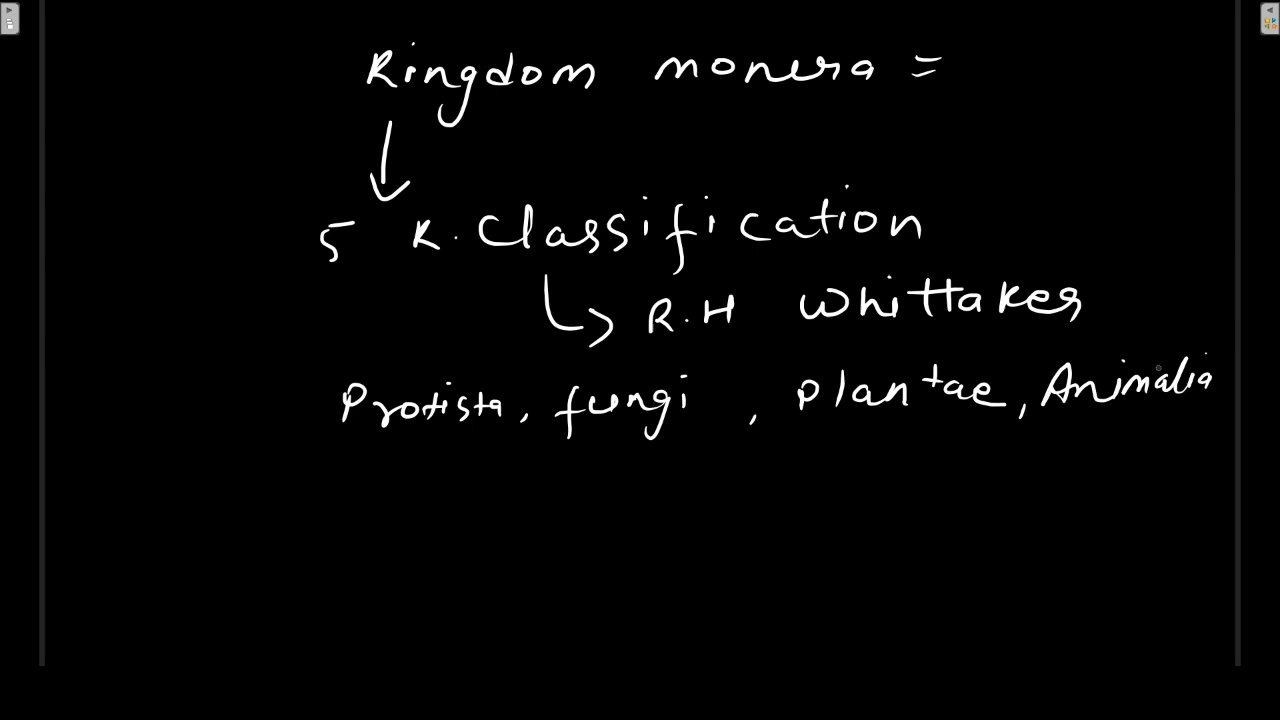 Kingdom monera =
5 K. Classification
R.H Whittaker
Protista, fungi , plantae, Animalia